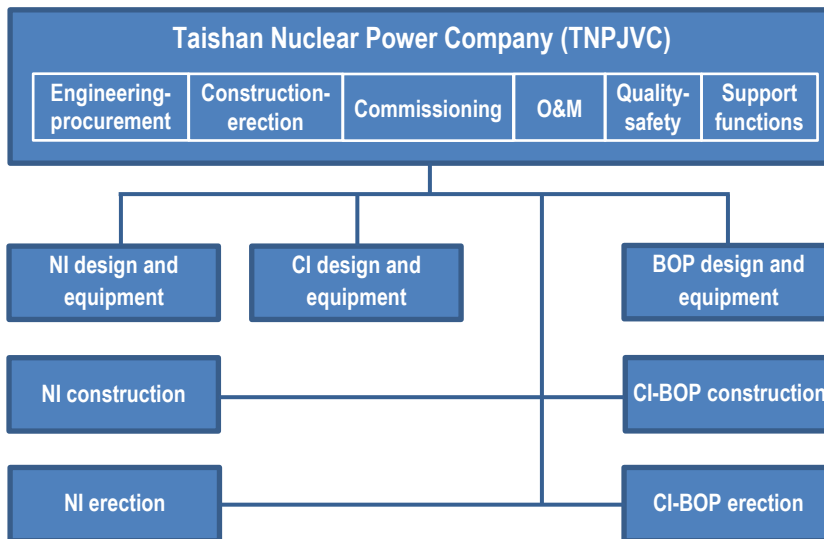 Taishan Nuclear Power Company (TNPJVC)
Engineering-
procurement
Construction-
erection
Commissioning
O&M
Quality-
safety
Support
functions
NI design and
equipment
CI design and
equipment
BOP design and
equipment
NI construction
CI-BOP construction
NI erection
CI-BOP erection